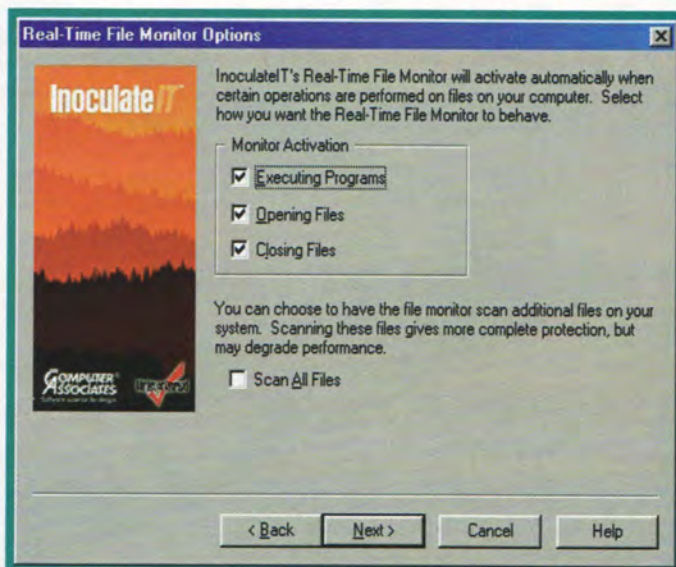 Real-Time File Monitor Options
InoculateIT
InoculateIT's Real-Time File Monitor will activate automatically when
certain operations are performed on files on your computer. Select
how you want the Real-Time File Monitor to behave.
Monitor Activation
Executing Programs
Opening Files
Closing Files
You can choose to have the file monitor scan additional files on your
system. Scanning these files gives more complete protection, but
may degrade performance.
Scan All Files
COMPUTER
ASSOCIATES
Software superior by design.
< Back
Next >
Cancel
Help